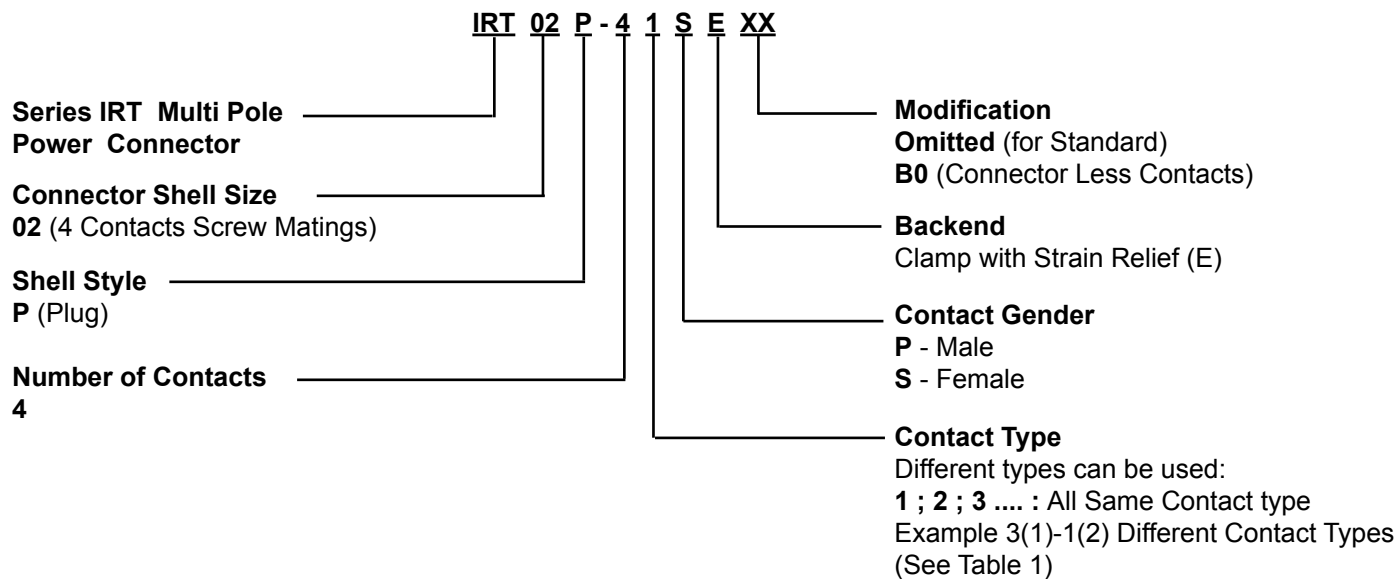 IRT 02 P - 4 1 S E XX
Series IRT Multi Pole
Power Connector
Connector Shell Size
02 (4 Contacts Screw Matings)
Shell Style
P (Plug)
Number of Contacts
4
Modification
Omitted (for Standard)
B0 (Connector Less Contacts)
Backend
Clamp with Strain Relief (E)
Contact Gender
P - Male
S - Female
Contact Type
Different types can be used:
1 ; 2 ; 3 .... : All Same Contact type
Example 3(1)-1(2) Different Contact Types
(See Table 1)